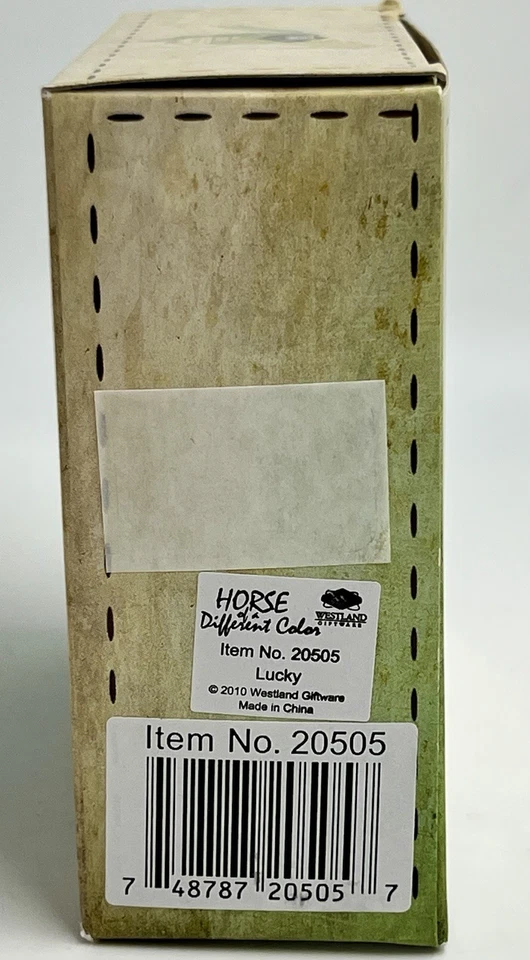 HORSE
of a
Different Color
WESTLAND
GIFTWARE
Item No. 20505
Lucky
© 2010 Westland Giftware
Made in China
Item No. 20505
7 48787 20505 7